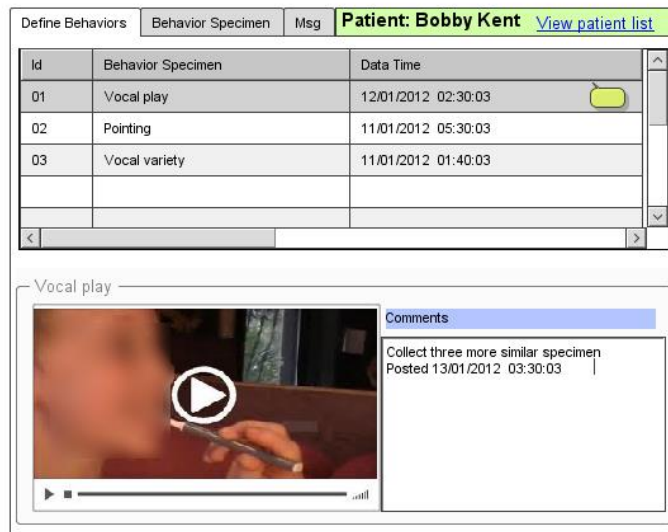 Define Behaviors Behavior Specimen Msg Patient: Bobby Kent View patient list
Id Behavior Specimen Data Time
01 Vocal play 12/01/2012 02:30:03
02 Pointing 11/01/2012 05:30:03
03 Vocal variety 11/01/2012 01:40:03
Vocal play
Comments
Collect three more similar specimen
Posted 13/01/2012 03:30:03